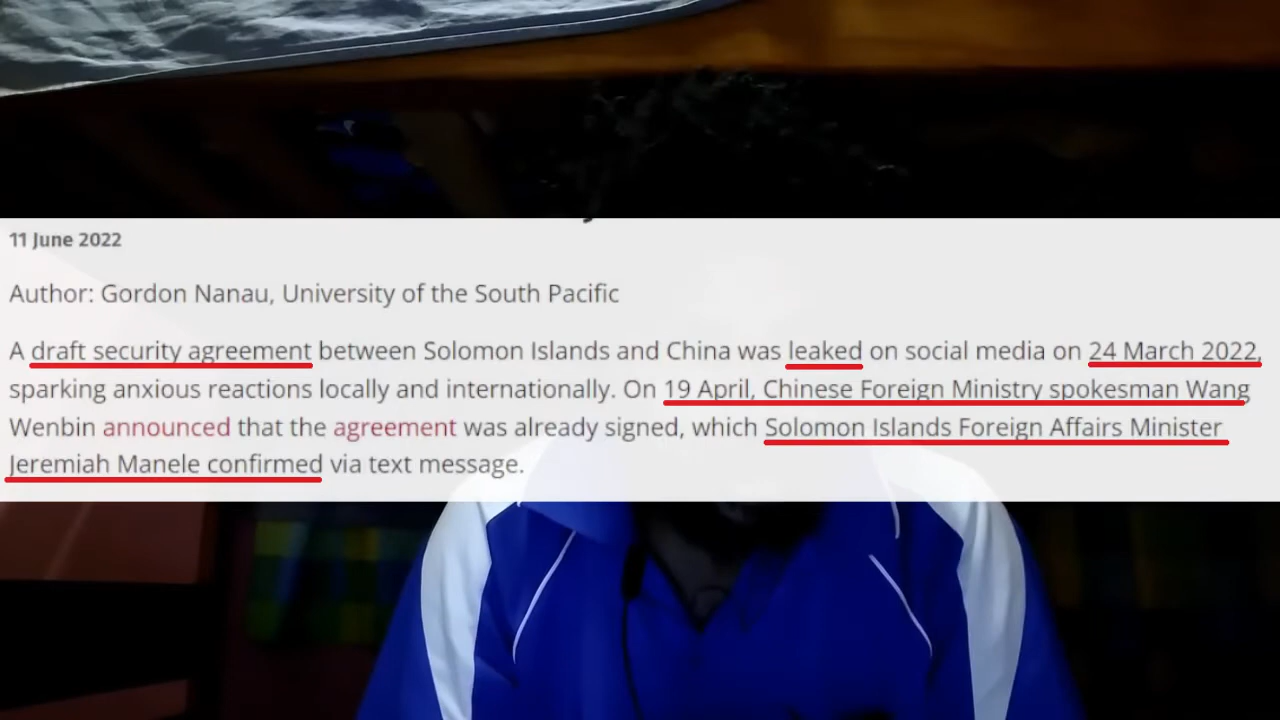 11 June 2022
Author: Gordon Nanau, University of the South Pacific
A draft security agreement between Solomon Islands and China was leaked on social media on 24 March 2022,
sparking anxious reactions locally and internationally. On 19 April, Chinese Foreign Ministry spokesman Wang
Wenbin announced that the agreement was already signed, which Solomon Islands Foreign Affairs Minister
Jeremiah Manele confirmed via text message.